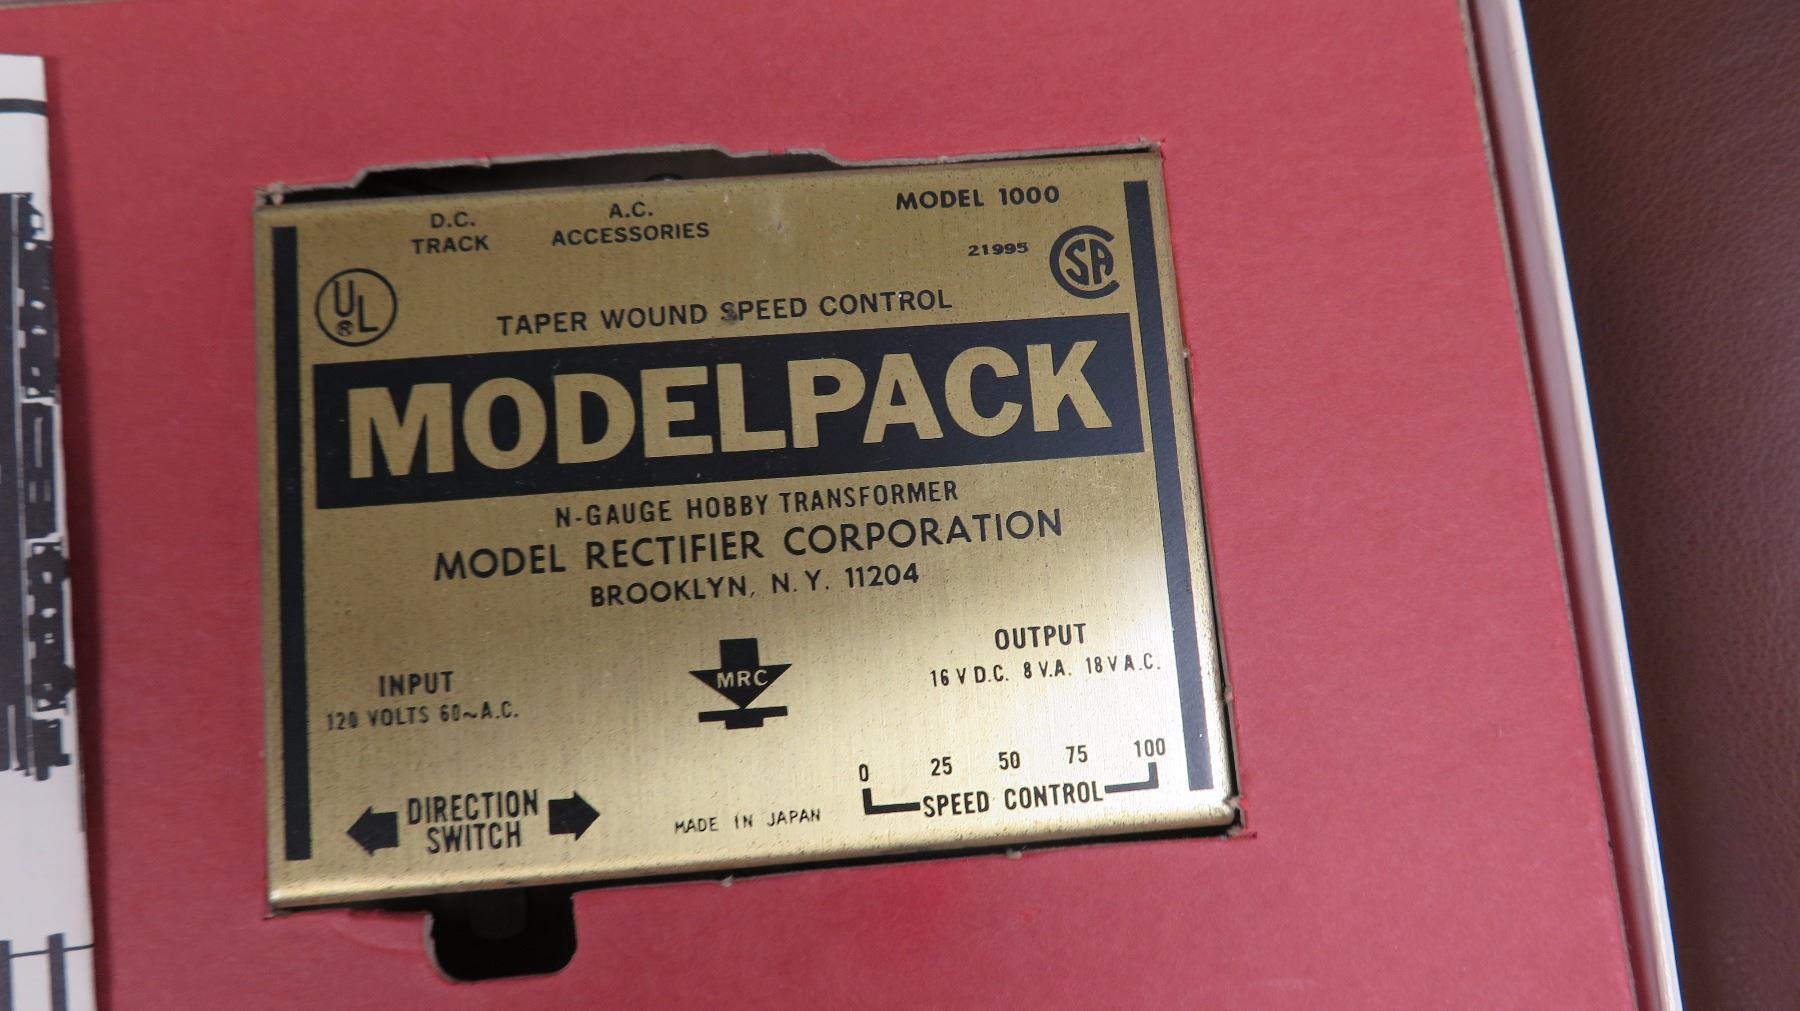 D.C.
TRACK
A.C.
ACCESSORIES
MODEL 1000
21995
SA
UL
®
TAPER WOUND SPEED CONTROL
MODELPACK
N-GAUGE HOBBY TRANSFORMER
MODEL RECTIFIER CORPORATION
BROOKLYN, N.Y. 11204
INPUT
120 VOLTS 60~A.C.
MRC
OUTPUT
16 V D.C. 8 V.A. 18 V A.C.
DIRECTION
SWITCH
MADE IN JAPAN
0 25 50 75 100
SPEED CONTROL